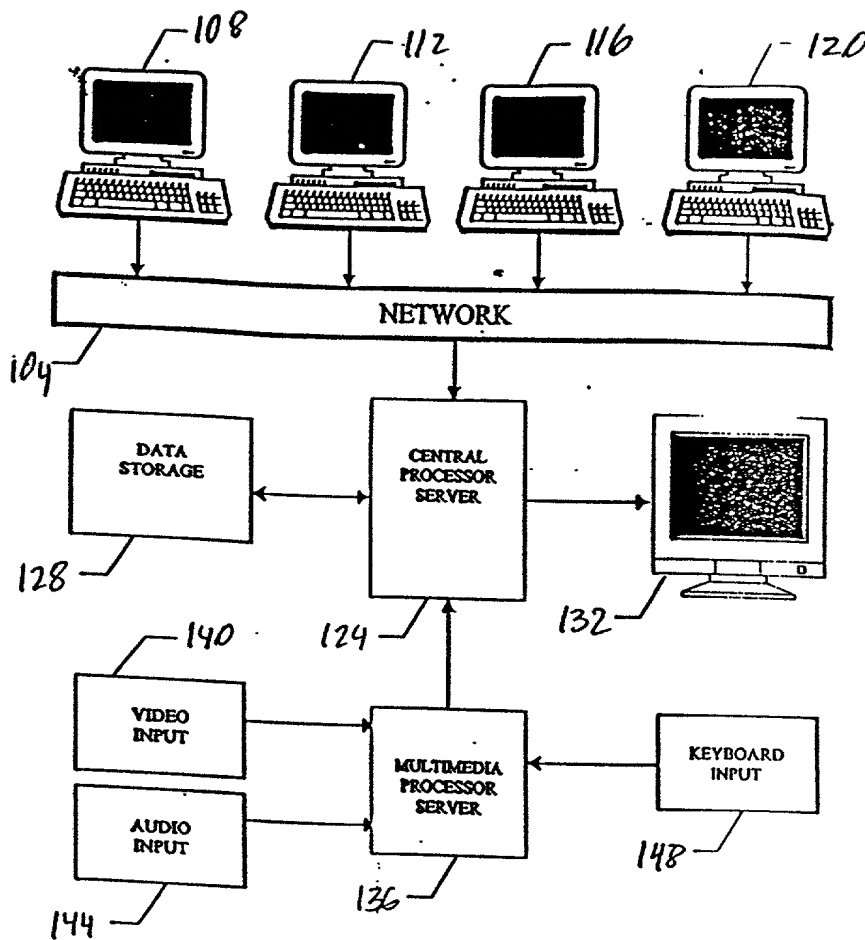 108
112
116
120
NETWORK
104
DATA
STORAGE
CENTRAL
PROCESSOR
SERVER
128
124
132
140
VIDEO
INPUT
MULTIMEDIA
PROCESSOR
SERVER
KEYBOARD
INPUT
AUDIO
INPUT
144
136
148